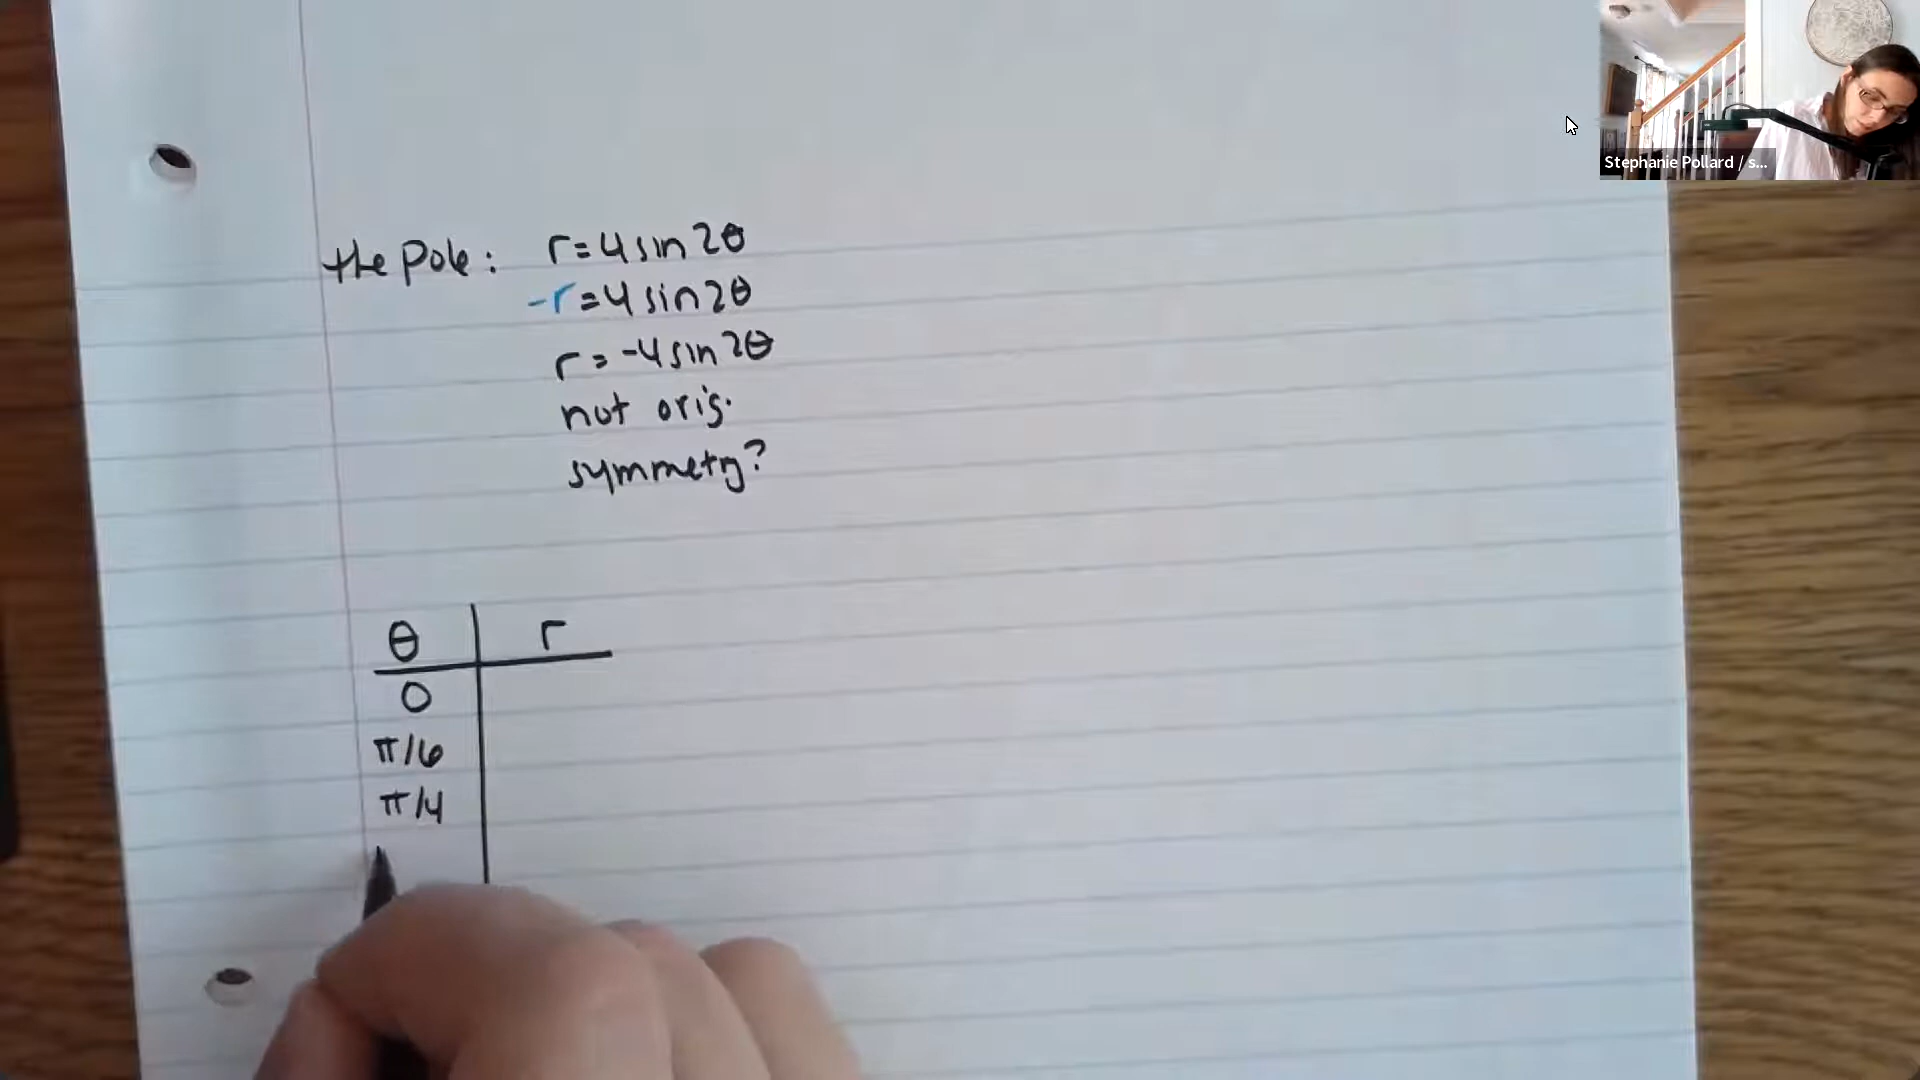 Stephanie Pollard / s...
the pole: r=4sin2θ
-r=4sin2θ
r=-4sin2θ
not orig.
symmetry?
θ r
0
π/6
π/4